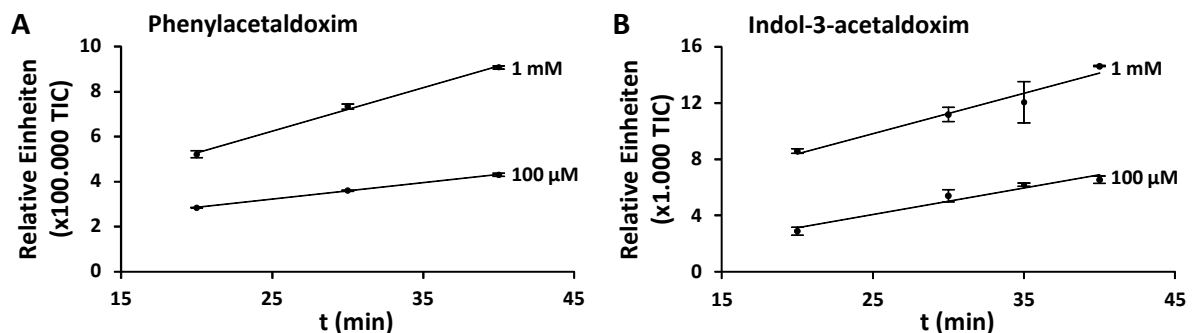 A Phenylacetaldoxim
Relative Einheiten
(x100.000 TIC)
10
8
6
4
2
0
1 mM
100 µM
15 25 35 45
t (min)
B Indol-3-acetaldoxim
Relative Einheiten
(x1.000 TIC)
16
12
8
4
0
1 mM
100 µM
15 25 35 45
t (min)